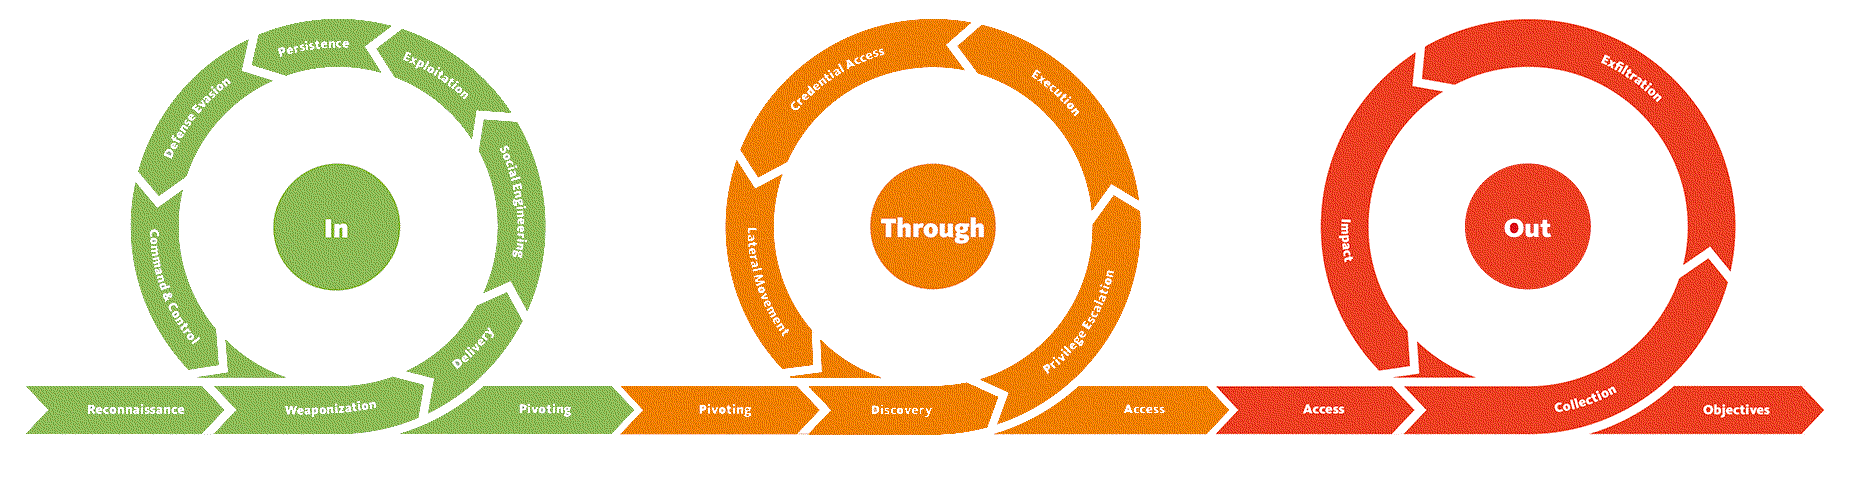 Reconnaissance
Weaponization
Delivery
Social Engineering
Exploitation
Persistence
Defense Evasion
Command & Control
In
Pivoting
Pivoting
Discovery
Privilege Escalation
Execution
Credential Access
Lateral Movement
Through
Access
Access
Collection
Exfiltration
Impact
Out
Objectives